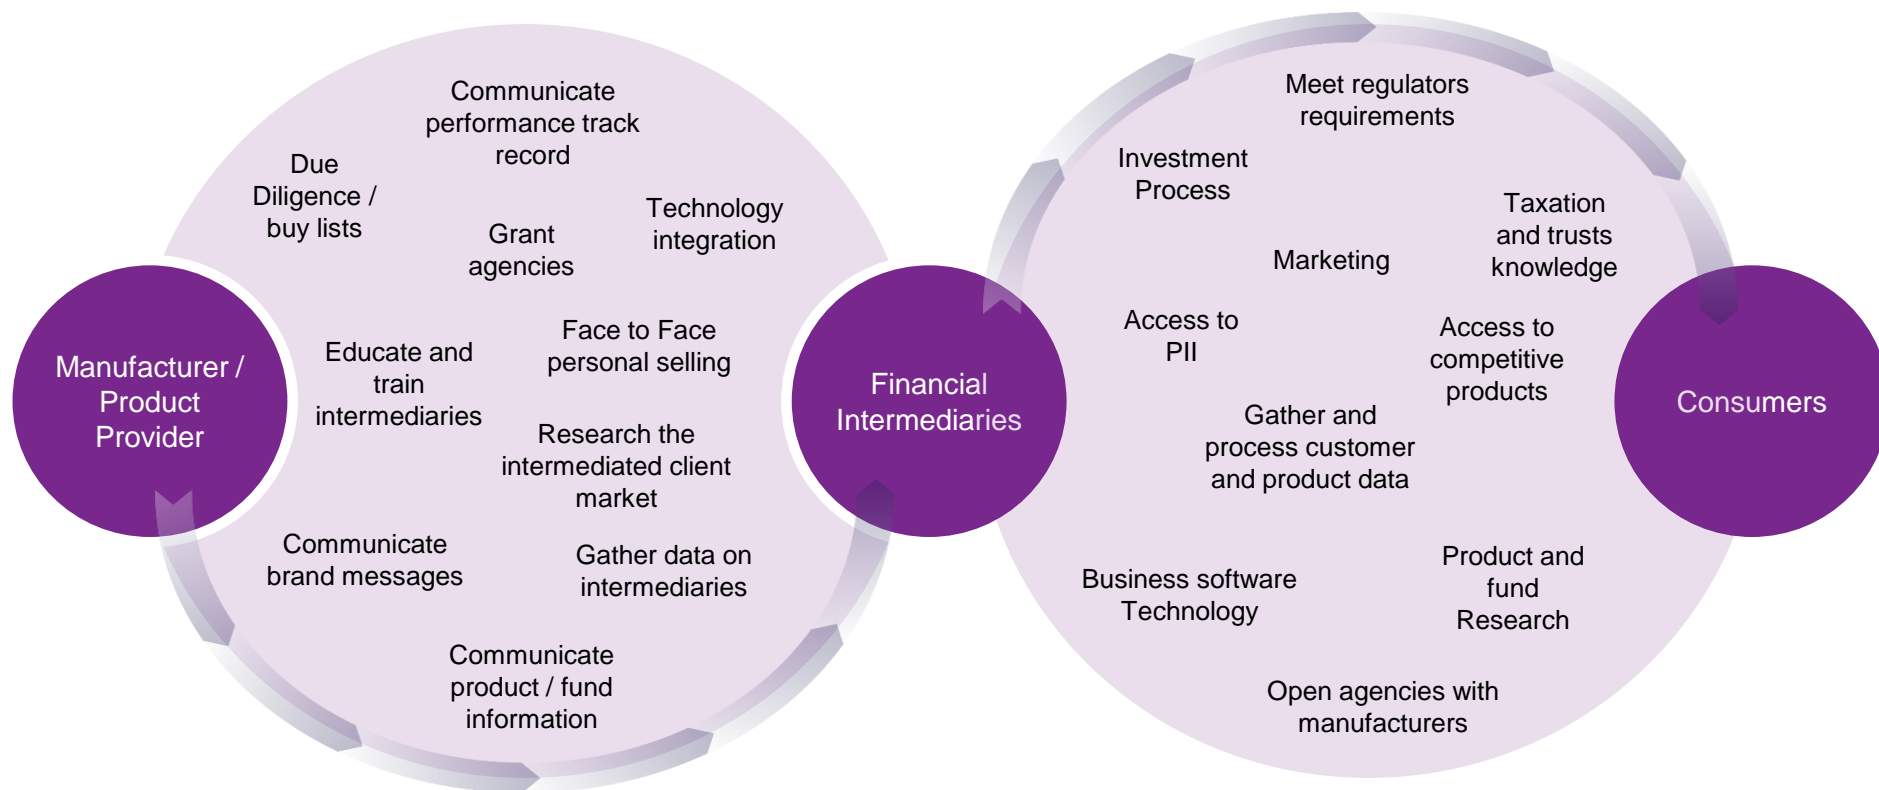 Communicate
performance track
record
Due
Diligence /
buy lists
Technology
integration
Grant
agencies
Manufacturer /
Product
Provider
Educate and
train
intermediaries
Face to Face
personal selling
Research the
intermediated client
market
Communicate
brand messages
Gather data on
intermediaries
Communicate
product / fund
information
Financial
Intermediaries
Meet regulators
requirements
Investment
Process
Taxation
and trusts
knowledge
Marketing
Access to
PII
Access to
competitive
products
Gather and
process customer
and product data
Business software
Technology
Product and
fund
Research
Open agencies with
manufacturers
Consumers